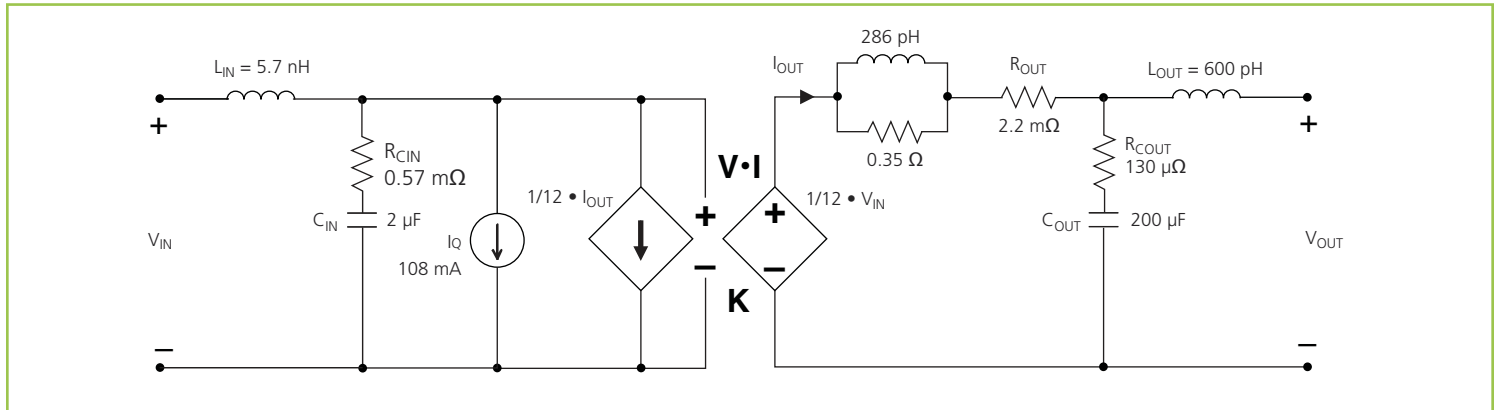 L_IN = 5.7 nH
+
R_CIN
0.57 mΩ
C_IN
2 µF
V_IN
I_Q
108 mA
1/12 • I_OUT
+
–
–
V•I
K
1/12 • V_IN
+
–
I_OUT
286 pH
0.35 Ω
R_OUT
2.2 mΩ
L_OUT = 600 pH
+
R_COUT
130 µΩ
C_OUT
200 µF
V_OUT
–